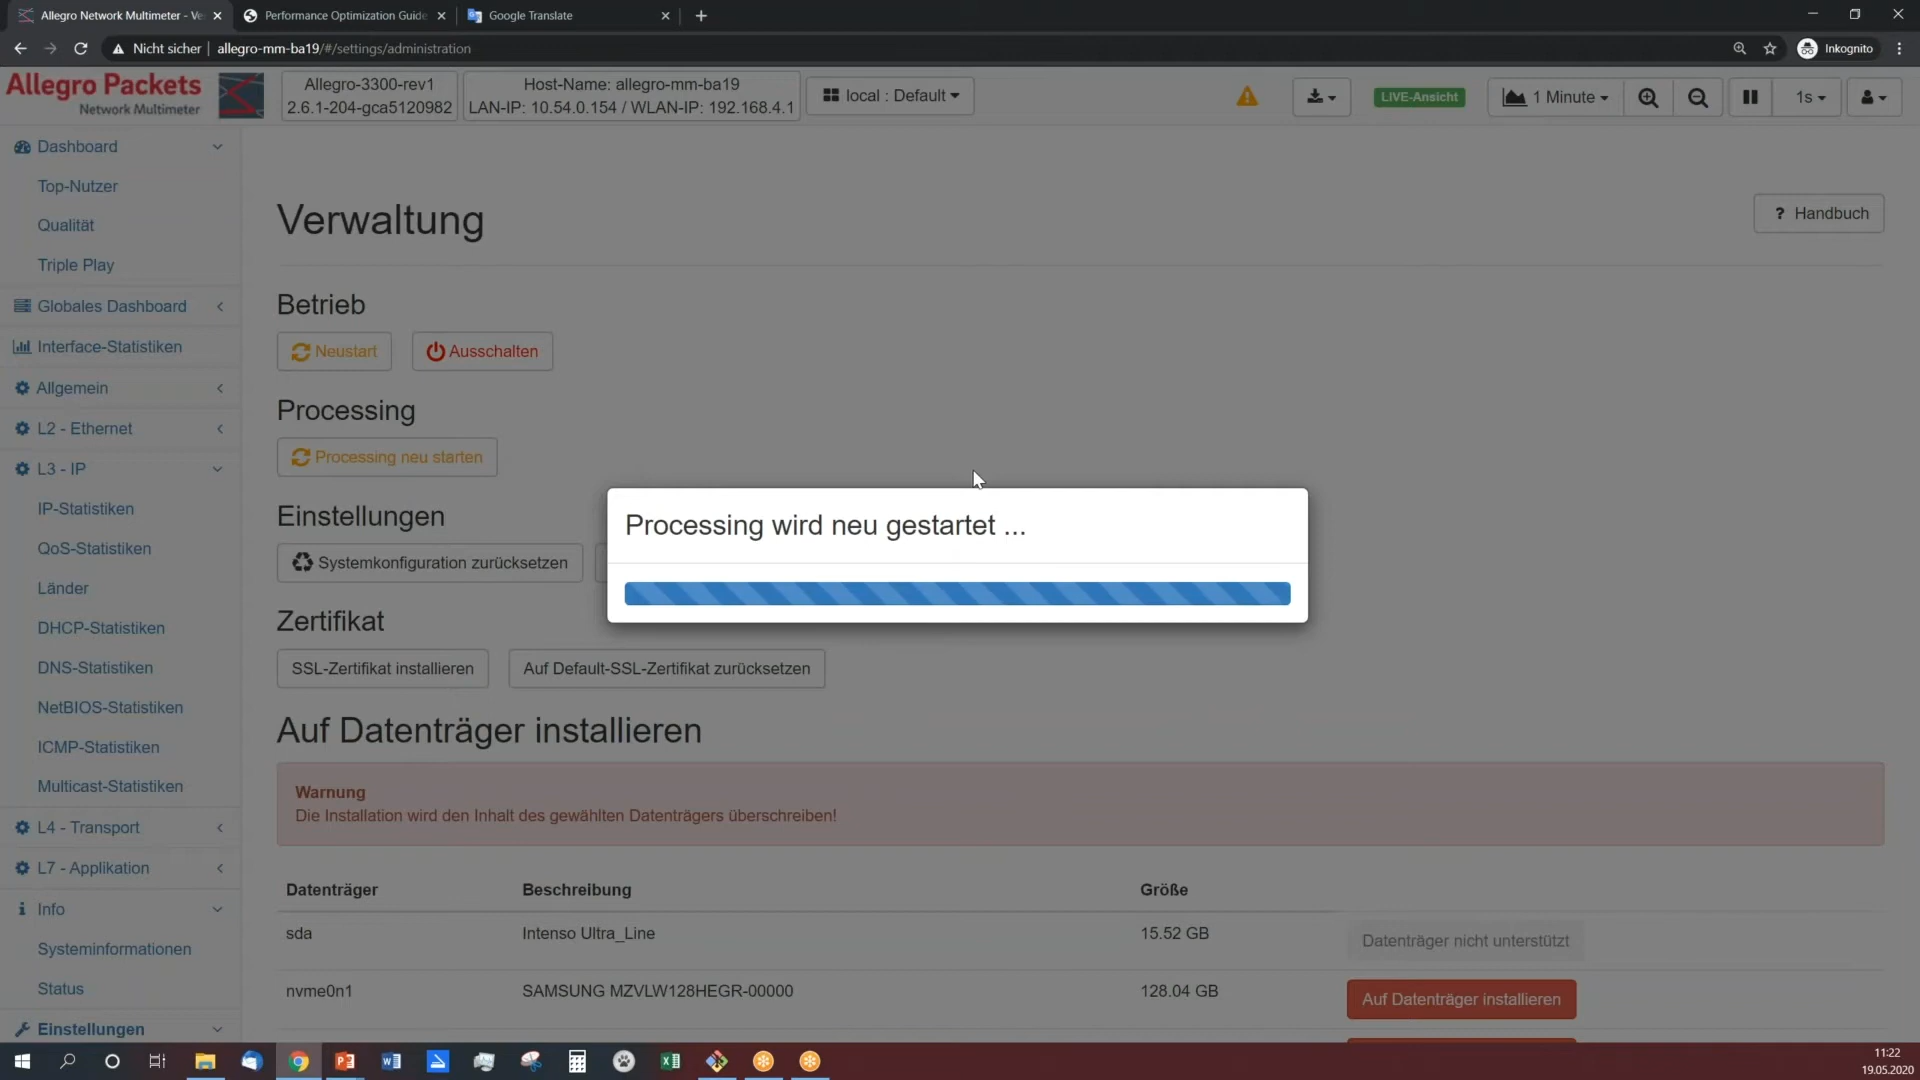 Allegro Network Multimeter - Ve
Performance Optimization Guide
Google Translate
Nicht sicher
allegro-mm-ba19/#/settings/administration
Inkognito
Allegro Packets
Network Multimeter
Allegro-3300-rev1
2.6.1-204-gca5120982
Host-Name: allegro-mm-ba19
LAN-IP: 10.54.0.154 / WLAN-IP: 192.168.4.1
local : Default
LIVE-Ansicht
1 Minute
1s
Dashboard
Top-Nutzer
Qualität
Triple Play
Globales Dashboard
Interface-Statistiken
Allgemein
L2 - Ethernet
L3 - IP
IP-Statistiken
QoS-Statistiken
Länder
DHCP-Statistiken
DNS-Statistiken
NetBIOS-Statistiken
ICMP-Statistiken
Multicast-Statistiken
L4 - Transport
L7 - Applikation
Info
Systeminformationen
Status
Einstellungen
Verwaltung
? Handbuch
Betrieb
Neustart
Ausschalten
Processing
Processing neu starten
Einstellungen
Systemkonfiguration zurücksetzen
Processing wird neu gestartet ...
Zertifikat
SSL-Zertifikat installieren
Auf Default-SSL-Zertifikat zurücksetzen
Auf Datenträger installieren
Warnung
Die Installation wird den Inhalt des gewählten Datenträgers überschreiben!
Datenträger Beschreibung Größe
sda Intenso Ultra_Line 15.52 GB Datenträger nicht unterstützt
nvme0n1 SAMSUNG MZVLW128HEGR-00000 128.04 GB Auf Datenträger installieren
11:22
19.05.2020